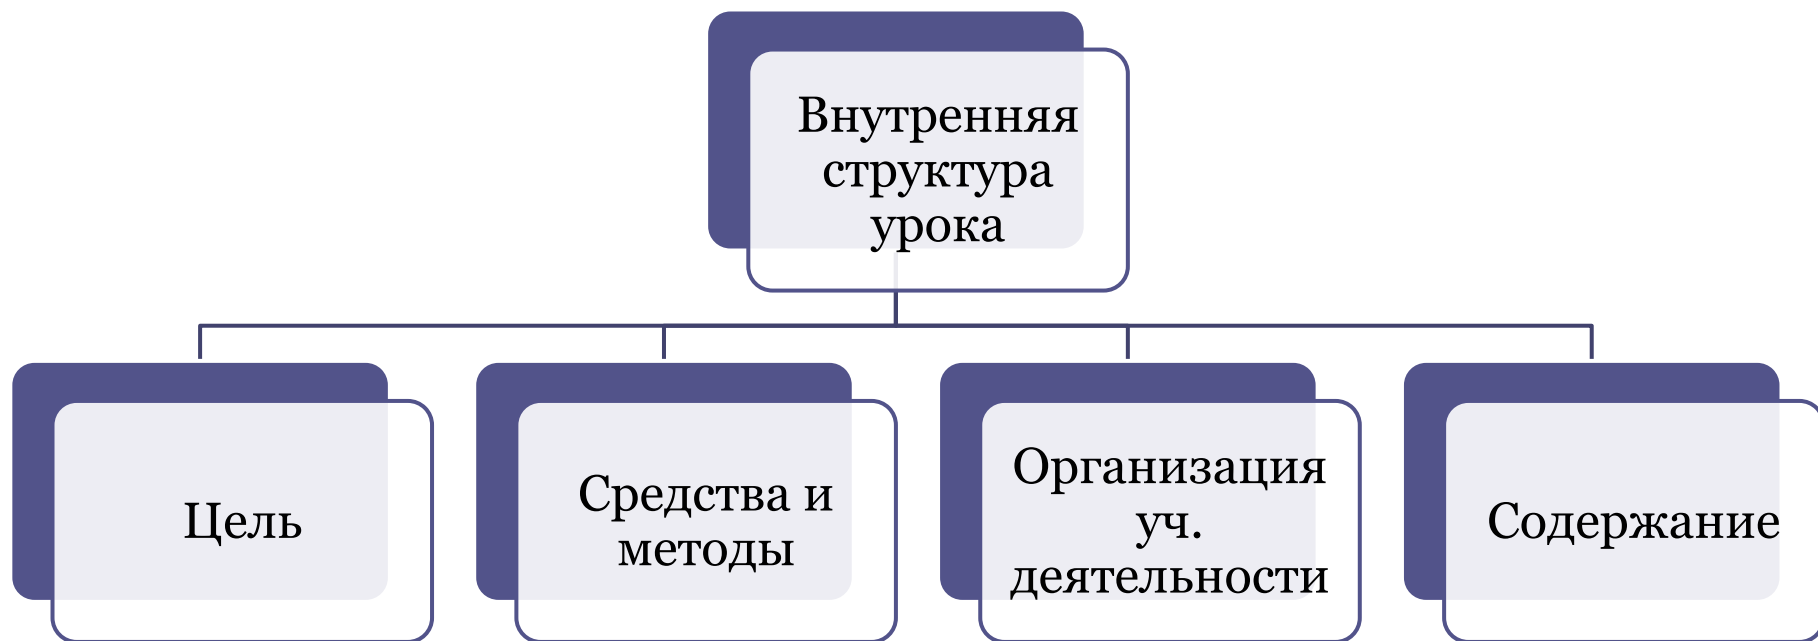 Внутренняя
структура
урока
Цель
Средства и
методы
Организация
уч.
деятельности
Содержание